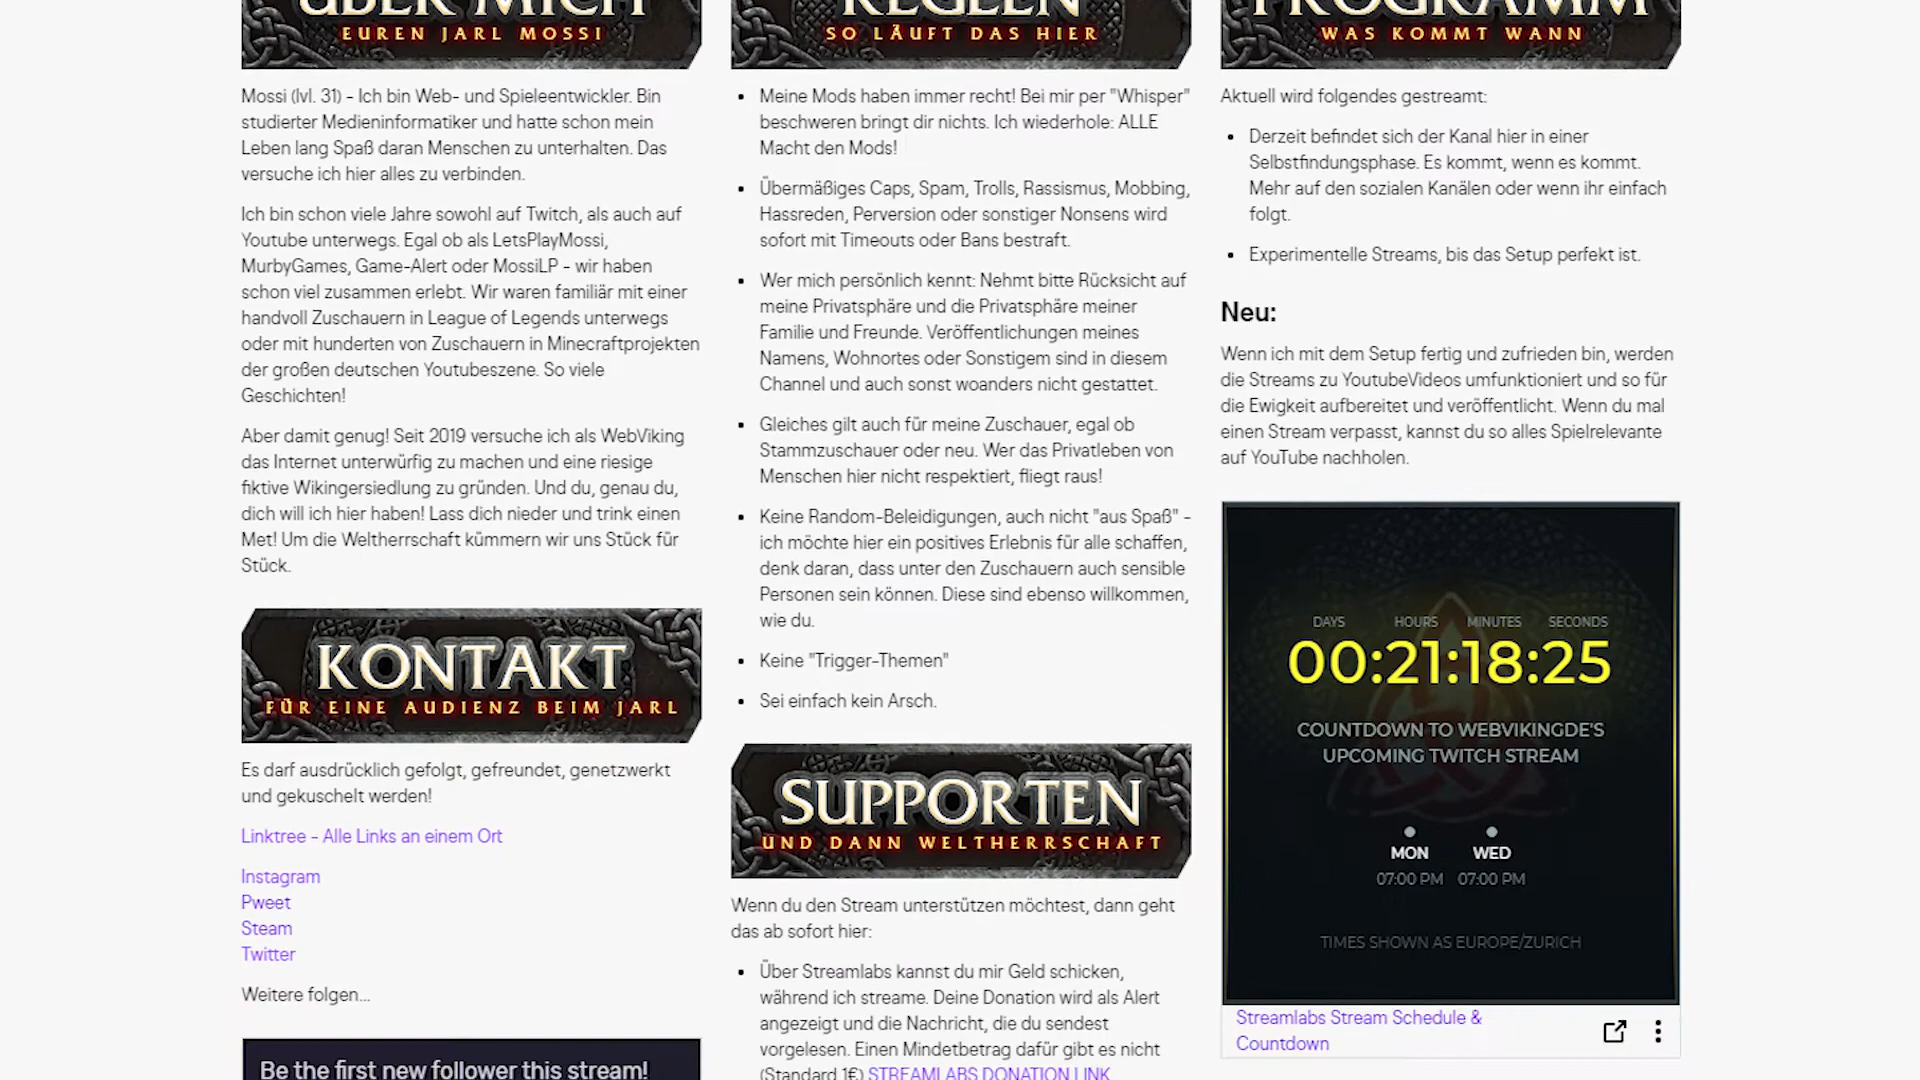 ÜBER MICH
EUREN JARL MOSSI
Mossi (lvl. 31) - Ich bin Web- und Spieleentwickler. Bin
studierter Medieninformatiker und hatte schon mein
Leben lang Spaß daran Menschen zu unterhalten. Das
versuche ich hier alles zu verbinden.
Ich bin schon viele Jahre sowohl auf Twitch, als auch auf
Youtube unterwegs. Egal ob als LetsPlayMossi,
MurbyGames, Game-Alert oder MossiLP - wir haben
schon viel zusammen erlebt. Wir waren familiär mit einer
handvoll Zuschauern in League of Legends unterwegs
oder mit hunderten von Zuschauern in Minecraftprojekten
der großen deutschen Youtubeszene. So viele
Geschichten!
Aber damit genug! Seit 2019 versuche ich als WebViking
das Internet unterwürfig zu machen und eine riesige
fiktive Wikingersiedlung zu gründen. Und du, genau du,
dich will ich hier haben! Lass dich nieder und trink einen
Met! Um die Weltherrschaft kümmern wir uns Stück für
Stück.
KONTAKT
FÜR EINE AUDIENZ BEIM JARL
Es darf ausdrücklich gefolgt, gefreundet, genetzwerkt
und gekuschelt werden!
Linktree - Alle Links an einem Ort
Instagram
Pweet
Steam
Twitter
Weitere folgen...
Be the first new follower this stream!
REGELN
SO LÄUFT DAS HIER
• Meine Mods haben immer recht! Bei mir per "Whisper"
beschweren bringt dir nichts. Ich wiederhole: ALLE
Macht den Mods!
• Übermäßiges Caps, Spam, Trolls, Rassismus, Mobbing,
Hassreden, Perversion oder sonstiger Nonsens wird
sofort mit Timeouts oder Bans bestraft.
• Wer mich persönlich kennt: Nehmt bitte Rücksicht auf
meine Privatsphäre und die Privatsphäre meiner
Familie und Freunde. Veröffentlichungen meines
Namens, Wohnortes oder Sonstigem sind in diesem
Channel und auch sonst woanders nicht gestattet.
• Gleiches gilt auch für meine Zuschauer, egal ob
Stammzuschauer oder neu. Wer das Privatleben von
Menschen hier nicht respektiert, fliegt raus!
• Keine Random-Beleidigungen, auch nicht "aus Spaß" -
ich möchte hier ein positives Erlebnis für alle schaffen,
denk daran, dass unter den Zuschauern auch sensible
Personen sein können. Diese sind ebenso willkommen,
wie du.
• Keine "Trigger-Themen"
• Sei einfach kein Arsch.
SUPPORTEN
UND DANN WELTHERRSCHAFT
Wenn du den Stream unterstützen möchtest, dann geht
das ab sofort hier:
• Über Streamlabs kannst du mir Geld schicken,
während ich streame. Deine Donation wird als Alert
angezeigt und die Nachricht, die du sendest
vorgelesen. Einen Mindetbetrag dafür gibt es nicht
(Standard 1€) STREAMLABS DONATION LINK
PROGRAMM
WAS KOMMT WANN
Aktuell wird folgendes gestreamt:
• Derzeit befindet sich der Kanal hier in einer
Selbstfindungsphase. Es kommt, wenn es kommt.
Mehr auf den sozialen Kanälen oder wenn ihr einfach
folgt.
• Experimentelle Streams, bis das Setup perfekt ist.
Neu:
Wenn ich mit dem Setup fertig und zufrieden bin, werden
die Streams zu YoutubeVideos umfunktioniert und so für
die Ewigkeit aufbereitet und veröffentlicht. Wenn du mal
einen Stream verpasst, kannst du so alles Spielrelevante
auf YouTube nachholen.
DAYS HOURS MINUTES SECONDS
00:21:18:25
COUNTDOWN TO WEBVIKINGDE'S
UPCOMING TWITCH STREAM
MON WED
07:00 PM 07:00 PM
TIMES SHOWN AS EUROPE/ZURICH
Streamlabs Stream Schedule &
Countdown